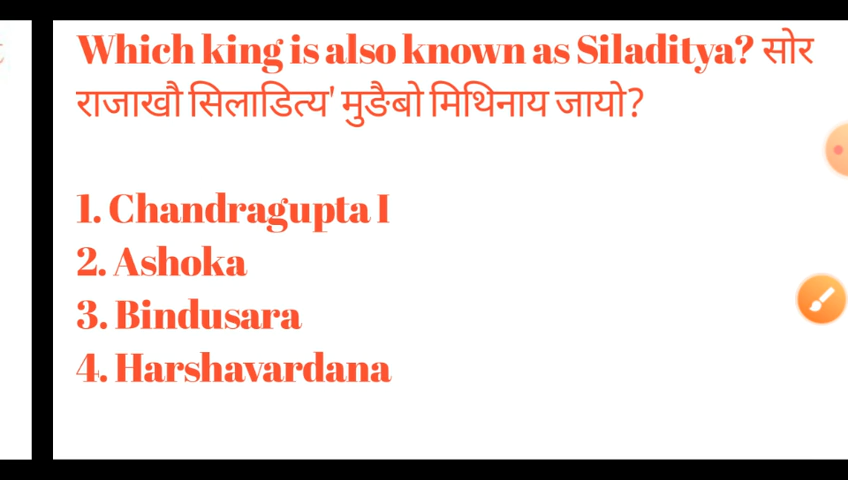 Which king is also known as Siladitya? सोर
राजाखौ सिलाडित्य' मुङैबो मिथिनाय जायो?
1. Chandragupta I
2. Ashoka
3. Bindusara
4. Harshavardana